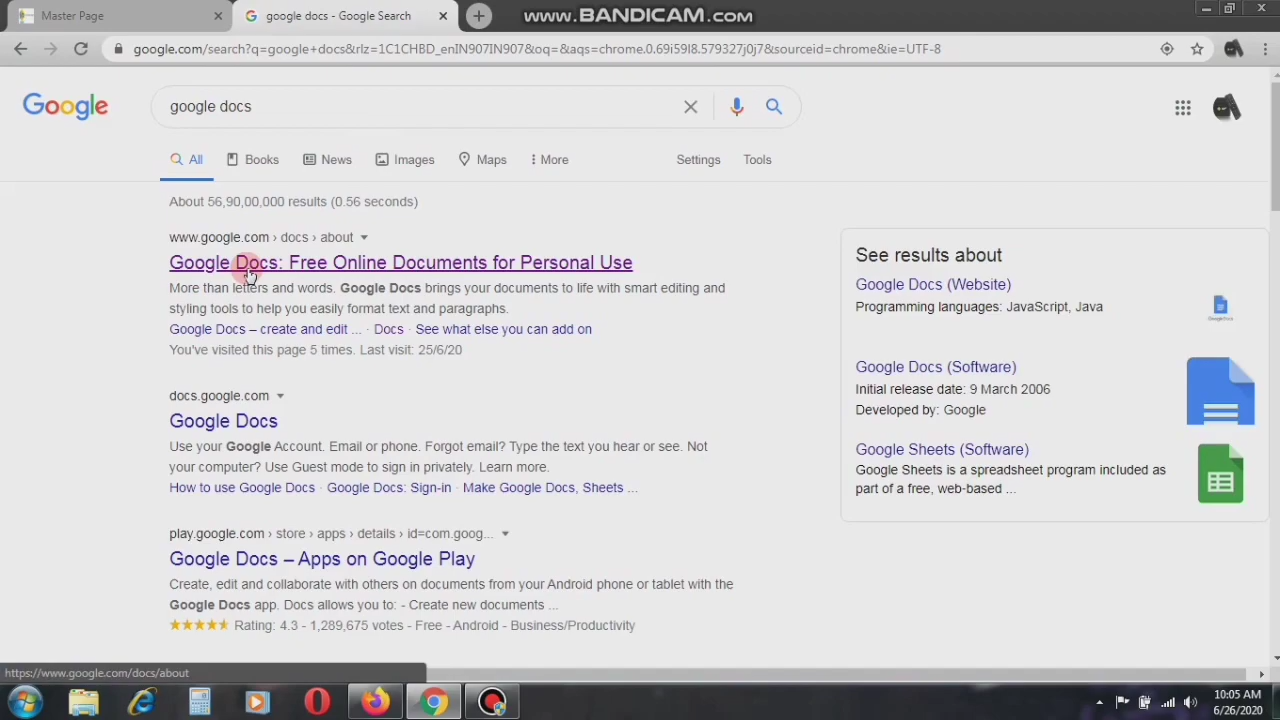 Master Page
google docs - Google Search
www.BANDICAM.com
google.com/search?q=google+docs&rlz=1C1CHBD_enIN907IN907&oq=&aqs=chrome.0.69i59l8.579327j0j7&sourceid=chrome&ie=UTF-8
Google
google docs
All
Books
News
Images
Maps
More
Settings
Tools
About 56,90,00,000 results (0.56 seconds)
www.google.com › docs › about
Google Docs: Free Online Documents for Personal Use
More than letters and words. Google Docs brings your documents to life with smart editing and
styling tools to help you easily format text and paragraphs.
Google Docs – create and edit ... · Docs · See what else you can add on
You've visited this page 5 times. Last visit: 25/6/20
docs.google.com
Google Docs
Use your Google Account. Email or phone. Forgot email? Type the text you hear or see. Not
your computer? Use Guest mode to sign in privately. Learn more.
How to use Google Docs · Google Docs: Sign-in · Make Google Docs, Sheets ...
play.google.com › store › apps › details › id=com.goog...
Google Docs – Apps on Google Play
Create, edit and collaborate with others on documents from your Android phone or tablet with the
Google Docs app. Docs allows you to: - Create new documents ...
Rating: 4.3 - 1,289,675 votes - Free - Android - Business/Productivity
See results about
Google Docs (Website)
Programming languages: JavaScript, Java
Google Docs (Software)
Initial release date: 9 March 2006
Developed by: Google
Google Sheets (Software)
Google Sheets is a spreadsheet program included as
part of a free, web-based ...
https://www.google.com/docs/about
10:05 AM
6/26/2020